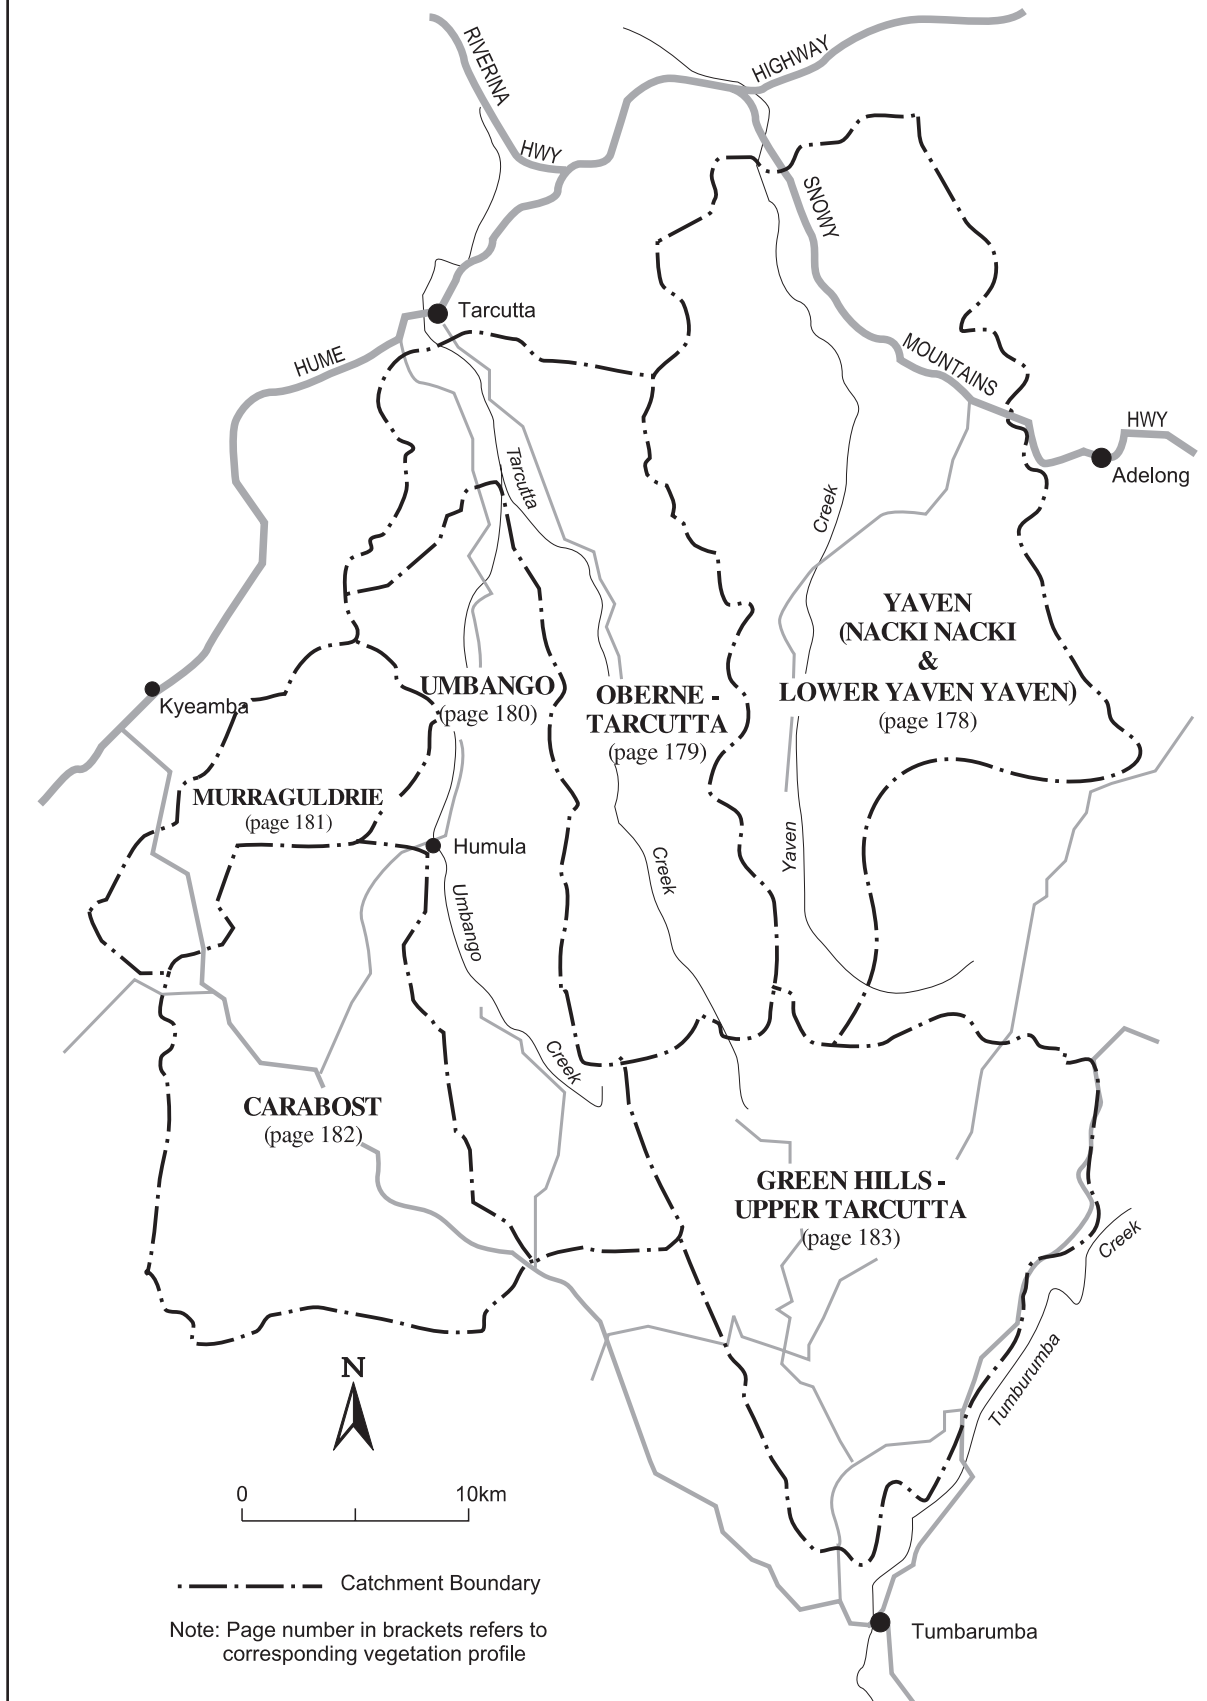 RIVERINA
HWY
HIGHWAY
SNOWY
MOUNTAINS
HWY
Tarcutta
HUME
Adelong
Tarcutta
Creek
YAVEN
(NACKI NACKI
&
LOWER YAVEN YAVEN)
(page 178)
UMBANGO
(page 180)
OBERNE -
TARCUTTA
(page 179)
Kyeamba
MURRAGULDRIE
(page 181)
Humula
Yaven
Creek
Umbango
Creek
CARABOST
(page 182)
GREEN HILLS -
UPPER TARCUTTA
(page 183)
Creek
Tumburumba
N
0 10km
Catchment Boundary
Note: Page number in brackets refers to
corresponding vegetation profile
Tumbarumba